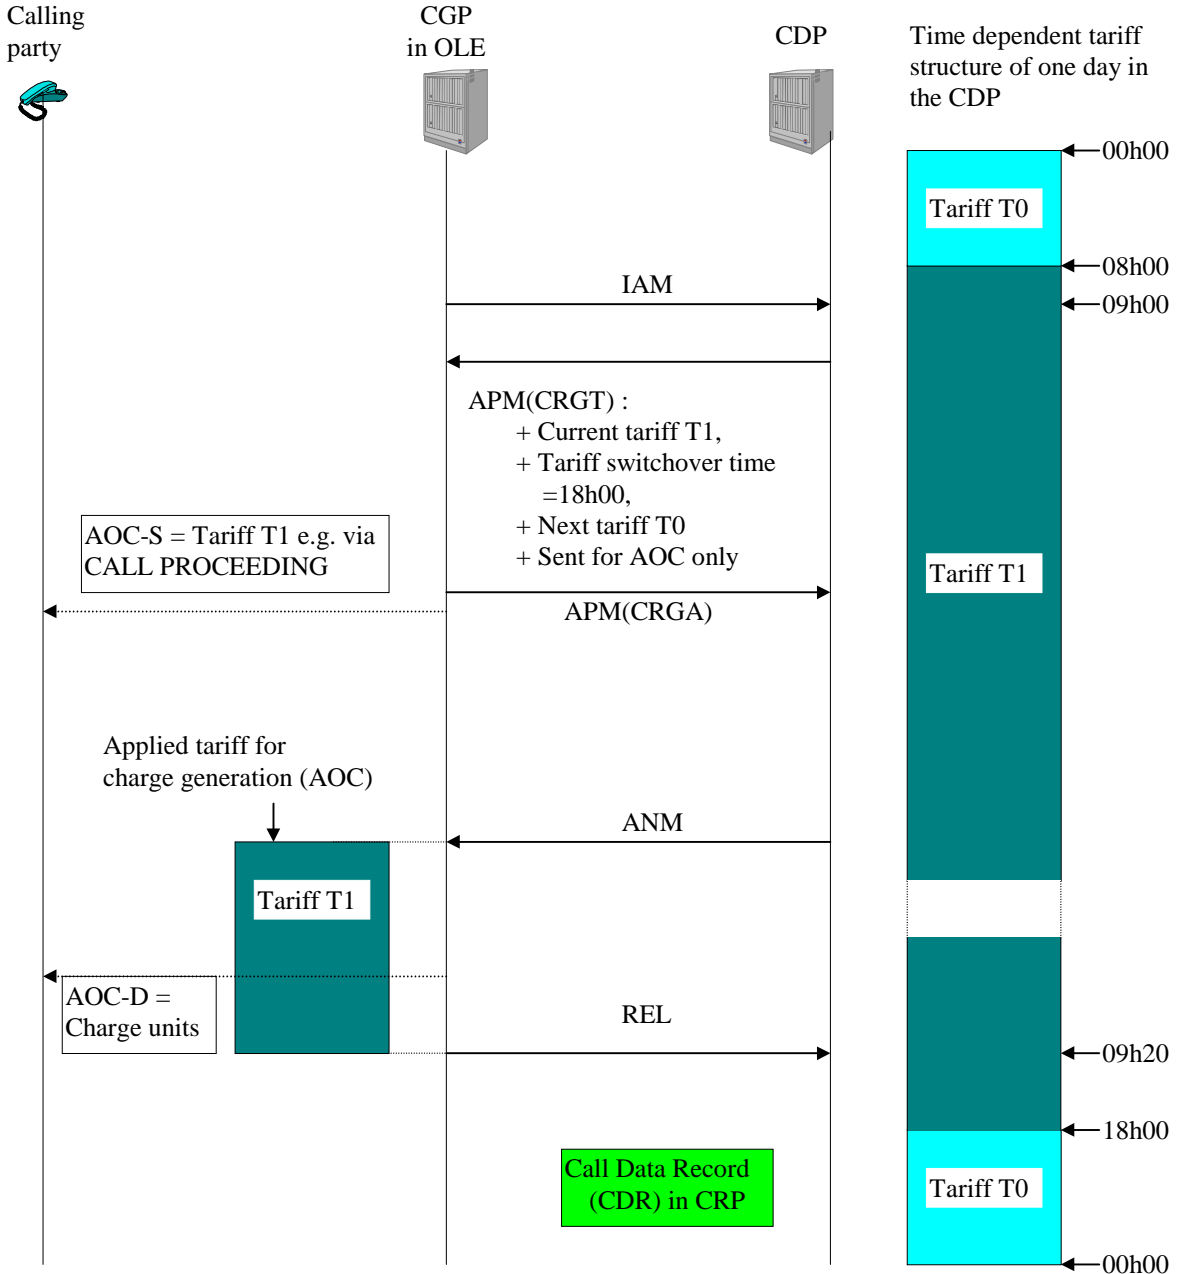 Calling
party
CGP
in OLE
CDP
Time dependent tariff
structure of one day in
the CDP
00h00
Tariff T0
08h00
IAM
09h00
APM(CRGT) :
+ Current tariff T1,
+ Tariff switchover time
=18h00,
+ Next tariff T0
+ Sent for AOC only
AOC-S = Tariff T1 e.g. via
CALL PROCEEDING
Tariff T1
APM(CRGA)
Applied tariff for
charge generation (AOC)
ANM
Tariff T1
AOC-D =
Charge units
REL
09h20
18h00
Call Data Record
(CDR) in CRP
Tariff T0
00h00